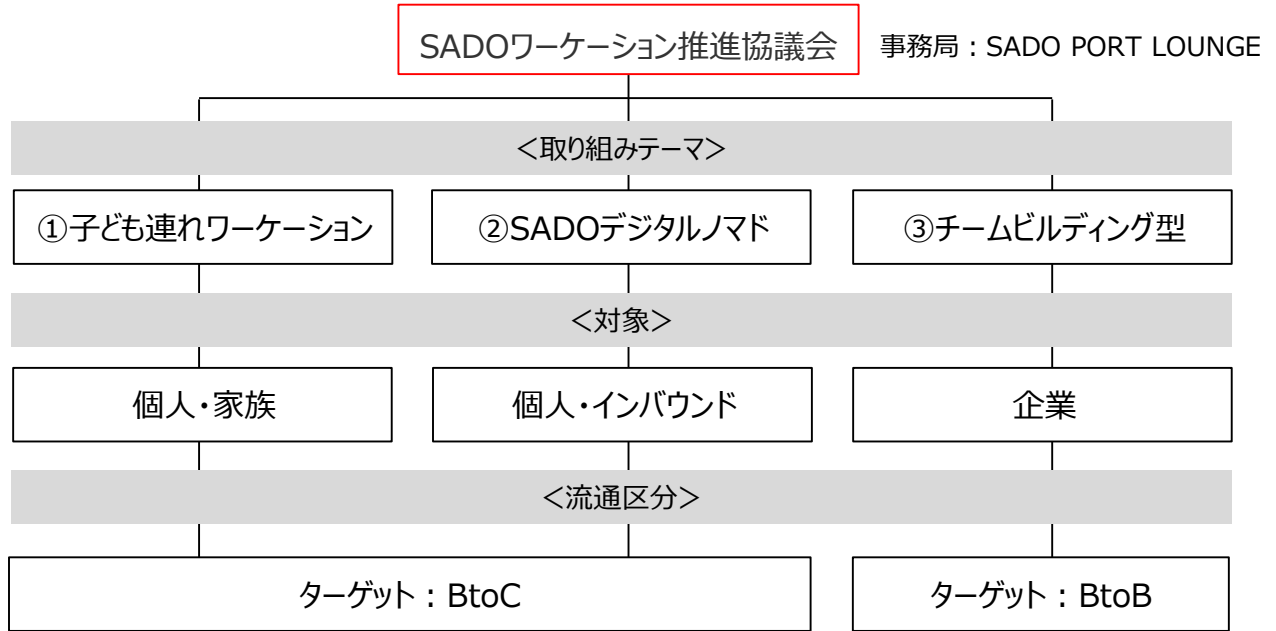 SADOワーケーション推進協議会
事務局：SADO PORT LOUNGE
＜取り組みテーマ＞
①子ども連れワーケーション
②SADOデジタルノマド
③チームビルディング型
＜対象＞
個人・家族
個人・インバウンド
企業
＜流通区分＞
ターゲット：BtoC
ターゲット：BtoB